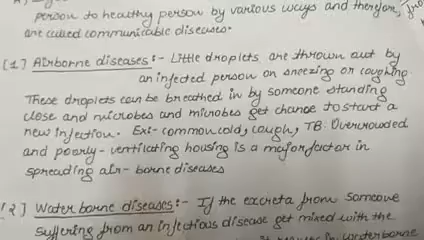 person to healthy person by various ways and therefore,
are called communicable diseases.
[1] Airborne diseases :- Little droplets are thrown out by
an infected person on sneezing or coughing.
These droplets can be breathed in by someone standing
close and microbes and microbes get chance to start a
new infection. Ex:- common cold, cough, TB. Overcrowded
and poorly-ventilating housing is a major factor in
spreading air-borne diseases
[2] Water borne diseases :- If the excreta from someone
suffering from an infectious disease get mixed with the